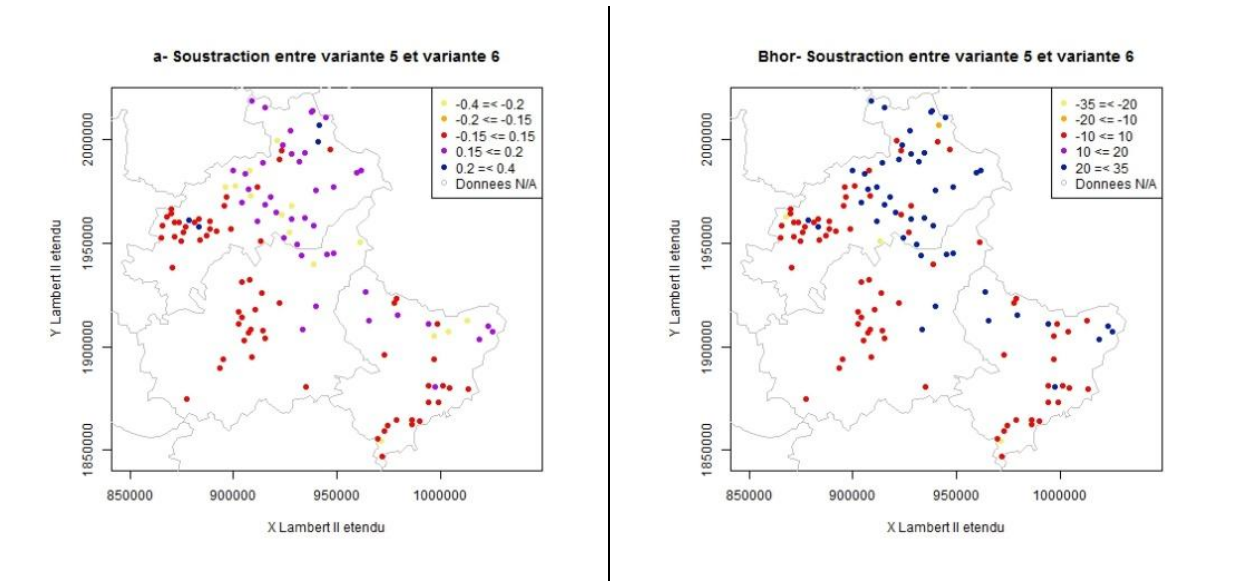 a- Soustraction entre variante 5 et variante 6
-0.4 =< -0.2
-0.2 <= -0.15
-0.15 <= 0.15
0.15 <= 0.2
0.2 =< 0.4
Donnees N/A
Y Lambert II etendu
2000000
1950000
1900000
1850000
850000 900000 950000 1000000
X Lambert II etendu
Bhor- Soustraction entre variante 5 et variante 6
-35 =< -20
-20 <= -10
-10 <= 10
10 <= 20
20 =< 35
Donnees N/A
Y Lambert II etendu
2000000
1950000
1900000
1850000
850000 900000 950000 1000000
X Lambert II etendu